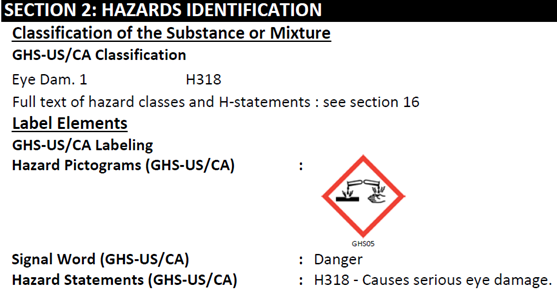 SECTION 2: HAZARDS IDENTIFICATION
Classification of the Substance or Mixture
GHS-US/CA Classification
Eye Dam. 1 H318
Full text of hazard classes and H-statements : see section 16
Label Elements
GHS-US/CA Labeling
Hazard Pictograms (GHS-US/CA) :
GHS05
Signal Word (GHS-US/CA) : Danger
Hazard Statements (GHS-US/CA) : H318 - Causes serious eye damage.